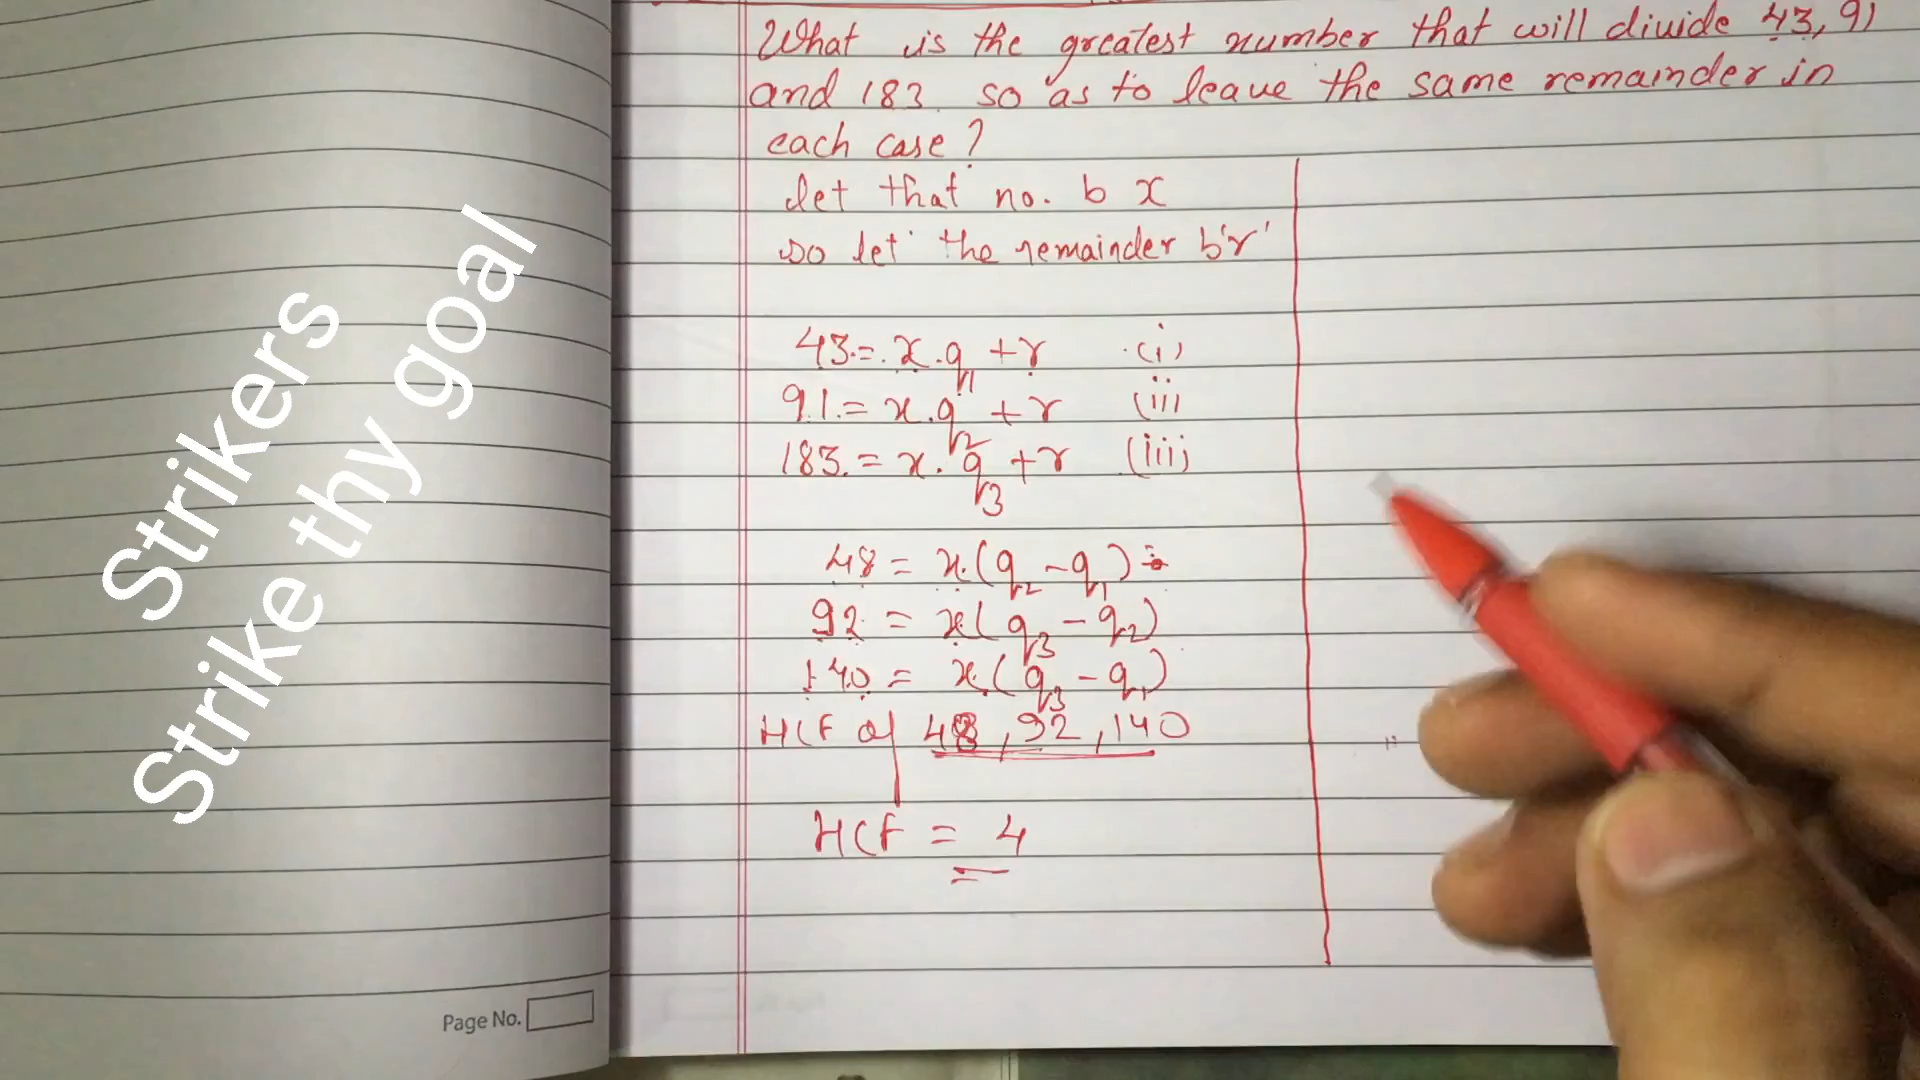 What is the greatest number that will divide 43, 91
and 183 so as to leave the same remainder in
each case?
let that no. b x
so let the remainder b 'r'
43 = x.q1 + r (i)
91 = x.q2 + r (ii)
183 = x.q3 + r (iii)
48 = x(q2 - q1)
92 = x(q3 - q2)
140 = x(q3 - q1)
HCF of 48, 92, 140
HCF = 4
Strikers
Strike thy goal
Page No.